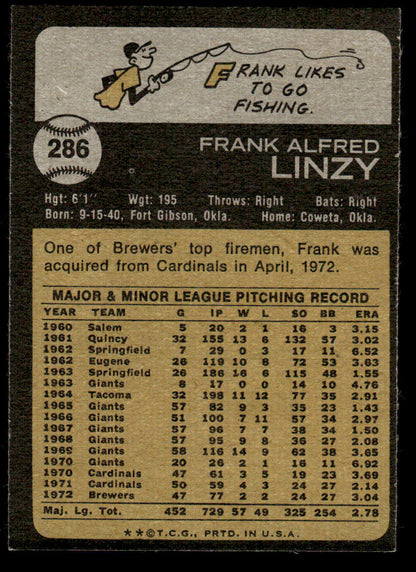 FRANK LIKES
TO GO
FISHING.
286
FRANK ALFRED
LINZY
Hgt: 6'1" Wgt: 195 Throws: Right Bats: Right
Born: 9-15-40, Fort Gibson, Okla. Home: Coweta, Okla.
One of Brewers' top firemen, Frank was
acquired from Cardinals in April, 1972.
MAJOR & MINOR LEAGUE PITCHING RECORD
YEAR TEAM G IP W L SO BB ERA
1960 Salem 5 20 2 1 16 3 3.15
1961 Quincy 32 155 13 6 132 57 3.02
1962 Springfield 7 29 0 3 17 11 6.52
1962 Eugene 26 119 10 8 72 53 3.63
1963 Springfield 26 186 16 6 115 48 1.55
1963 Giants 8 17 0 0 14 10 4.76
1964 Tacoma 32 198 11 12 77 35 2.91
1965 Giants 57 82 9 3 35 23 1.43
1966 Giants 51 100 7 11 57 34 2.97
1967 Giants 57 96 7 7 38 34 1.50
1968 Giants 57 95 9 8 36 27 2.08
1969 Giants 58 116 14 9 62 38 3.65
1970 Giants 20 26 2 1 16 11 6.92
1970 Cardinals 47 61 3 5 19 23 3.69
1971 Cardinals 50 59 4 3 24 27 2.14
1972 Brewers 47 77 2 2 24 27 3.04
Maj. Lg. Tot. 452 729 57 49 325 254 2.78
**©T.C.G., PRTD. IN U.S.A.